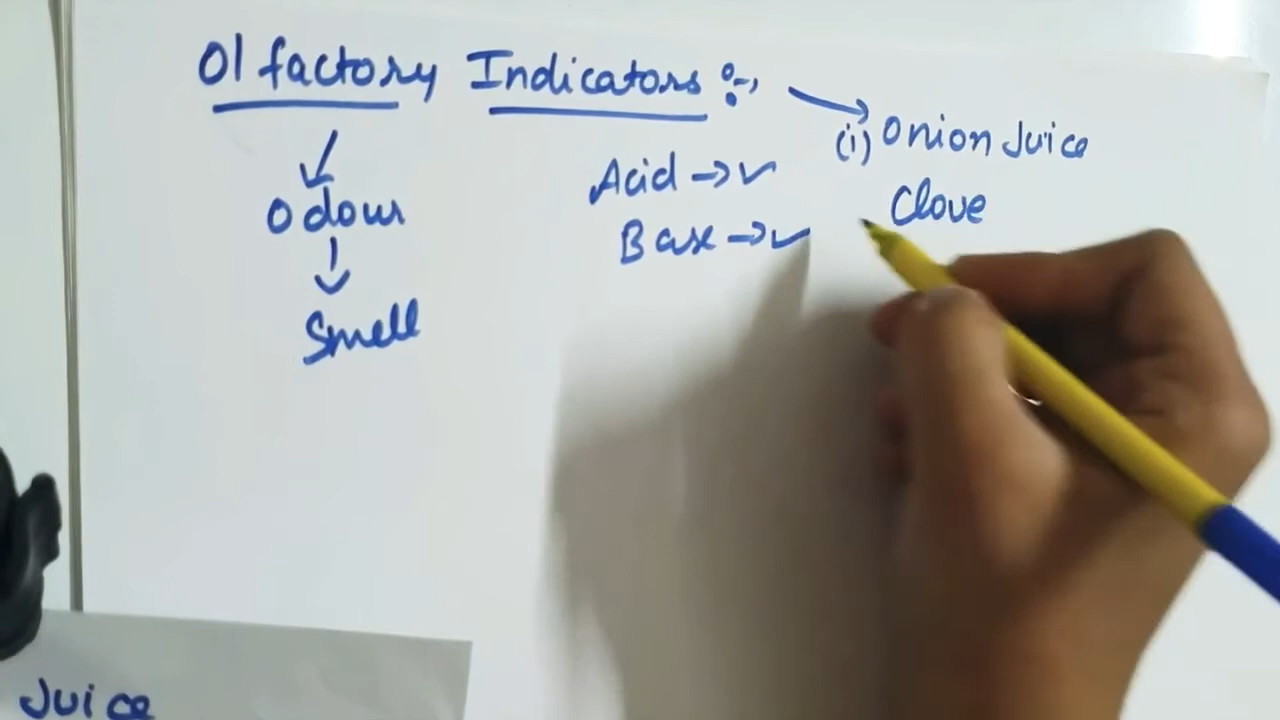 Olfactory Indicators :-,
(i) Onion Juice
Acid → ✓
Clove
Odour
Base → ✓
Smell
Juice